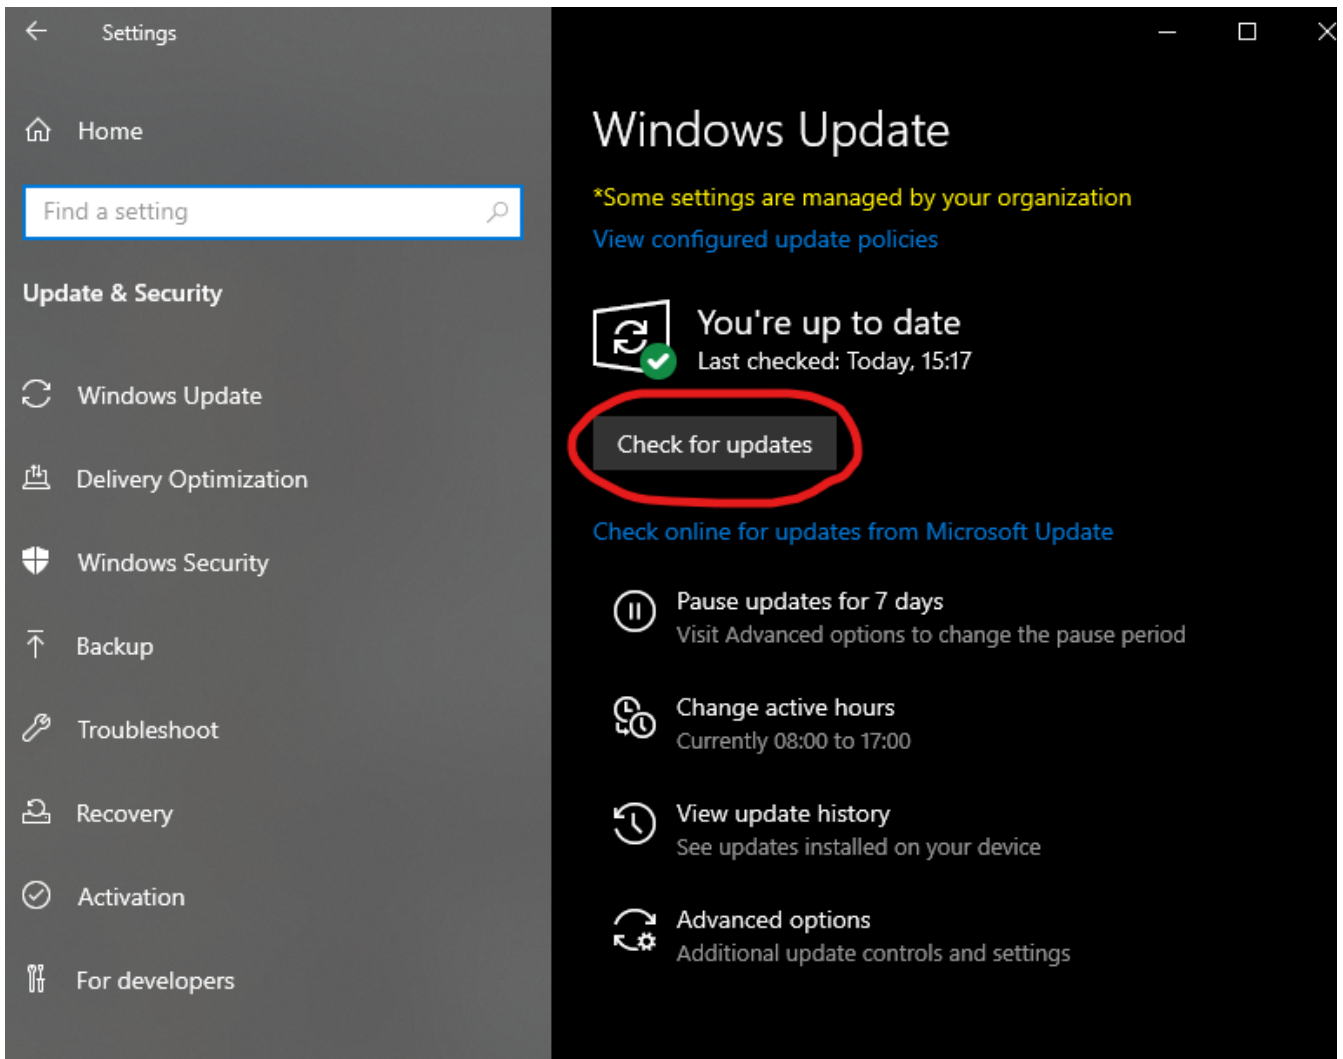 Settings
Home
Find a setting
Update & Security
Windows Update
Delivery Optimization
Windows Security
Backup
Troubleshoot
Recovery
Activation
For developers
Windows Update
*Some settings are managed by your organization
View configured update policies
You're up to date
Last checked: Today, 15:17
Check for updates
Check online for updates from Microsoft Update
Pause updates for 7 days
Visit Advanced options to change the pause period
Change active hours
Currently 08:00 to 17:00
View update history
See updates installed on your device
Advanced options
Additional update controls and settings